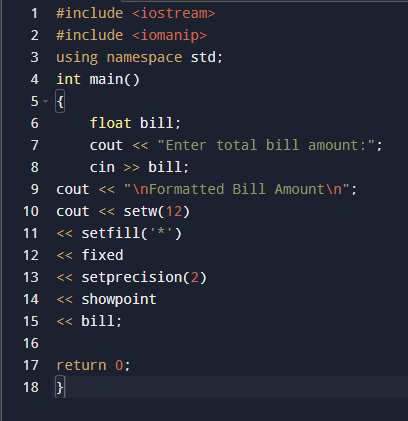 1 #include <iostream>
2 #include <iomanip>
3 using namespace std;
4 int main()
5 {
6     float bill;
7     cout << "Enter total bill amount:";
8     cin >> bill;
9 cout << "\nFormatted Bill Amount\n";
10 cout << setw(12)
11 << setfill('*')
12 << fixed
13 << setprecision(2)
14 << showpoint
15 << bill;
16
17 return 0;
18 }